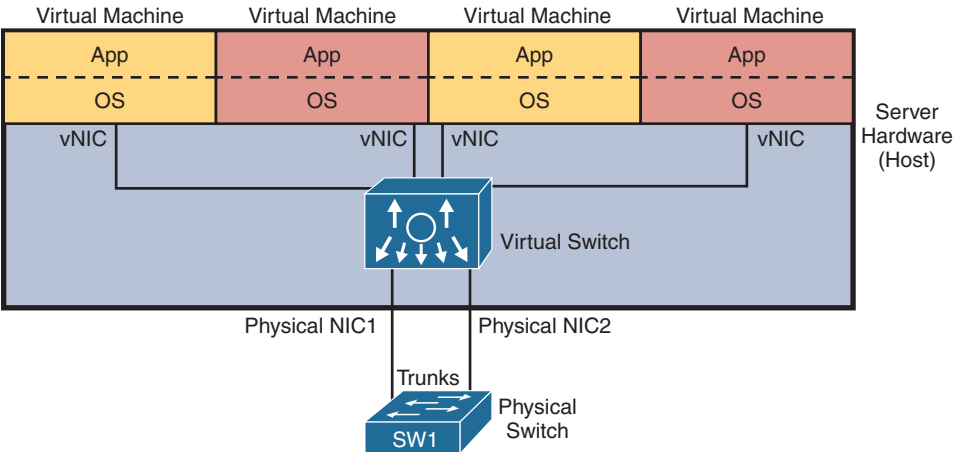 Virtual Machine Virtual Machine Virtual Machine Virtual Machine
App App App App
OS OS OS OS
Server
Hardware
(Host)
vNIC vNIC vNIC vNIC
Virtual Switch
Physical NIC1 Physical NIC2
Trunks
Physical
Switch
SW1